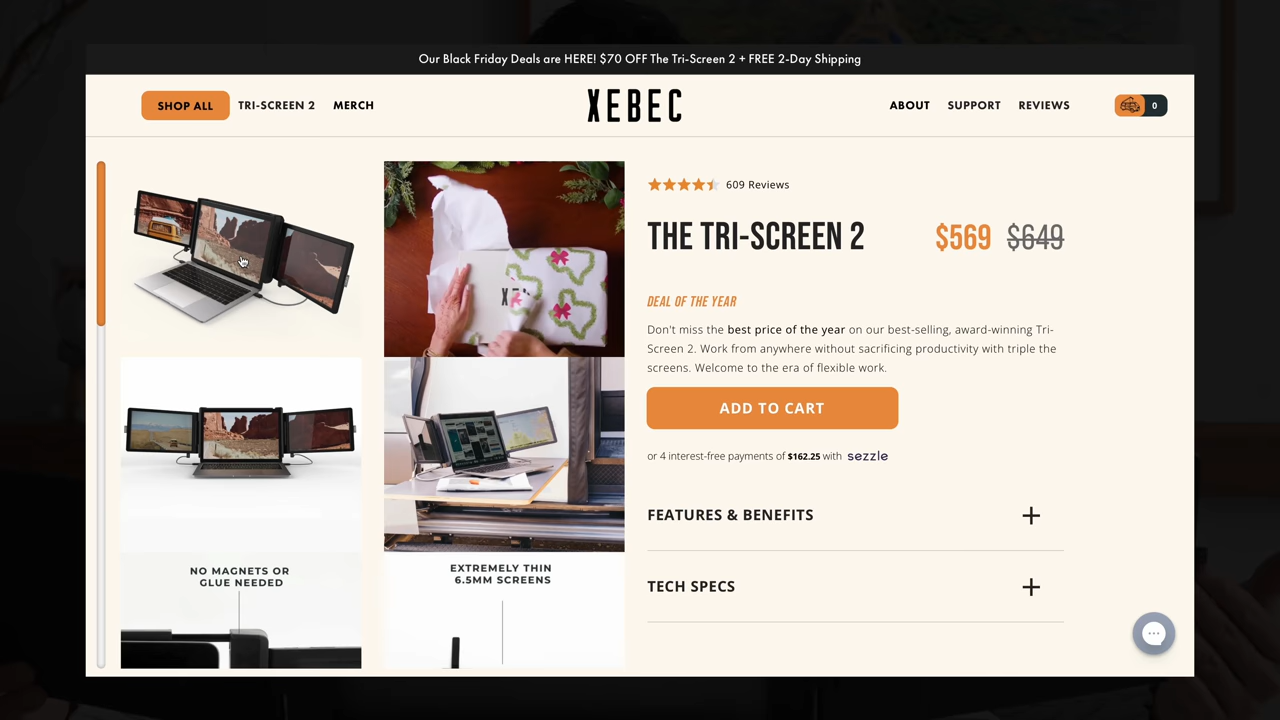 Our Black Friday Deals are HERE! $70 OFF The Tri-Screen 2 + FREE 2-Day Shipping
SHOP ALL TRI-SCREEN 2 MERCH XEBEC ABOUT SUPPORT REVIEWS 0
609 Reviews
THE TRI-SCREEN 2 $569 $649
DEAL OF THE YEAR
Don't miss the best price of the year on our best-selling, award-winning Tri-
Screen 2. Work from anywhere without sacrificing productivity with triple the
screens. Welcome to the era of flexible work.
ADD TO CART
or 4 interest-free payments of $162.25 with sezzle
FEATURES & BENEFITS
TECH SPECS
NO MAGNETS OR
GLUE NEEDED
EXTREMELY THIN
6.5MM SCREENS